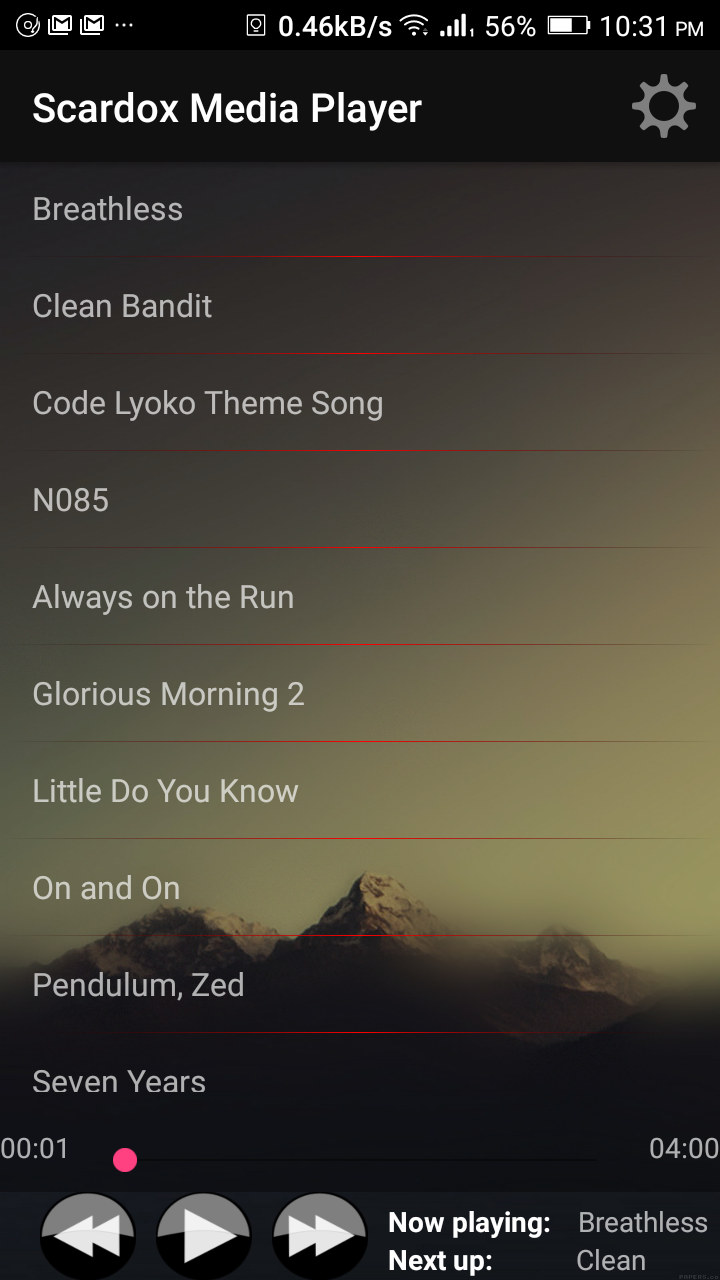 0.46kB/s 1 56% 10:31 PM
Scardox Media Player
Breathless
Clean Bandit
Code Lyoko Theme Song
N085
Always on the Run
Glorious Morning 2
Little Do You Know
On and On
Pendulum, Zed
Seven Years
00:01 04:00
Now playing: Breathless
Next up: Clean